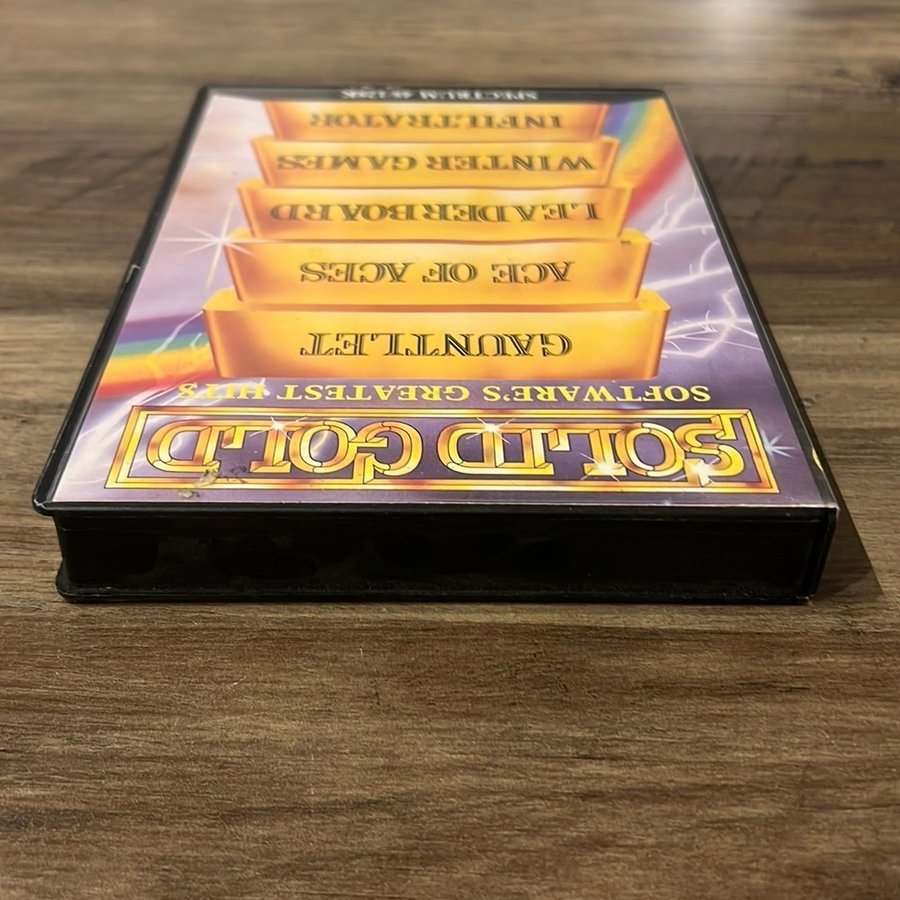 SOLID GOLD
SOFTWARE'S GREATEST HITS
GAUNTLET
ACE OF ACES
LEADERBOARD
WINTER GAMES
INFILTRATOR
SPECTRUM 48/128K